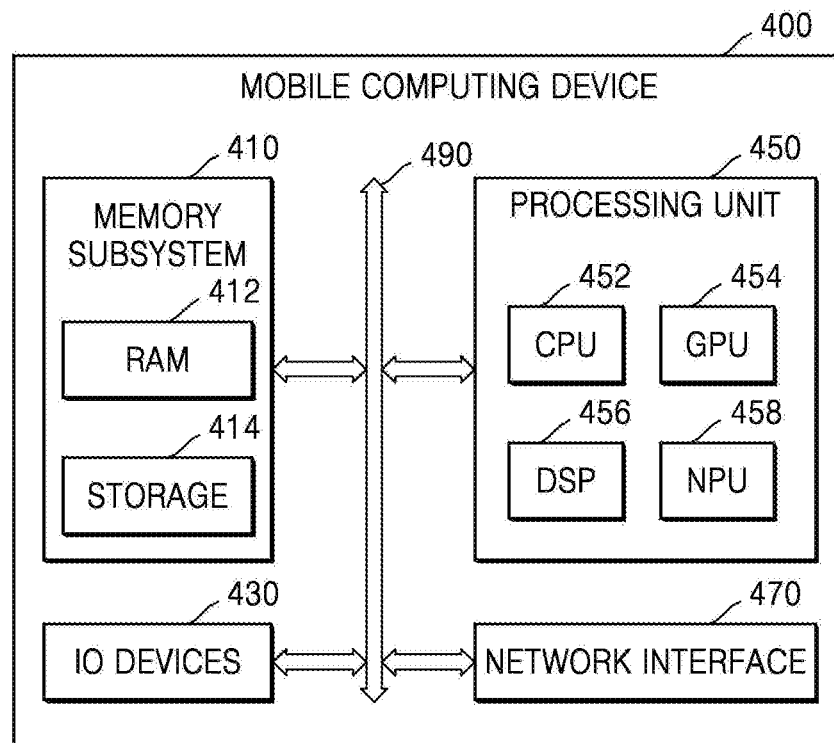 400
MOBILE COMPUTING DEVICE
410
490
450
MEMORY
SUBSYSTEM
PROCESSING UNIT
412
452
454
RAM
CPU
GPU
414
456
458
STORAGE
DSP
NPU
430
470
IO DEVICES
NETWORK INTERFACE